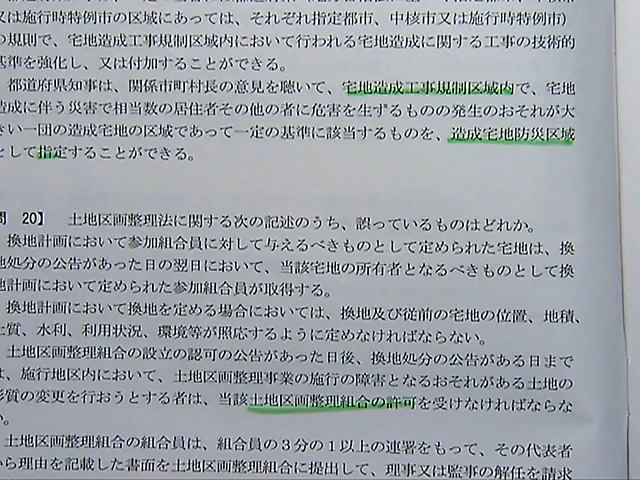 又は施行時特例市の区域にあっては、それぞれ指定都市、中核市又は施行時特例市）
の規則で、宅地造成工事規制区域内において行われる宅地造成に関する工事の技術的
基準を強化し、又は付加することができる。
都道府県知事は、関係市町村長の意見を聴いて、宅地造成工事規制区域内で、宅地
造成に伴う災害で相当数の居住者その他の者に危害を生ずるものの発生のおそれが大
きい一団の造成宅地の区域であって一定の基準に該当するものを、造成宅地防災区域
として指定することができる。
問 20】 土地区画整理法に関する次の記述のうち、誤っているものはどれか。
換地計画において参加組合員に対して与えるべきものとして定められた宅地は、換
地処分の公告があった日の翌日において、当該宅地の所有者となるべきものとして換
地計画において定められた参加組合員が取得する。
換地計画において換地を定める場合においては、換地及び従前の宅地の位置、地積、
土質、水利、利用状況、環境等が照応するように定めなければならない。
土地区画整理組合の設立の認可の公告があった日後、換地処分の公告がある日まで
は、施行地区内において、土地区画整理事業の施行の障害となるおそれがある土地の
形質の変更を行おうとする者は、当該土地区画整理組合の許可を受けなければならな
い。
土地区画整理組合の組合員は、組合員の３分の１以上の連署をもって、その代表者
から理由を記載した書面を土地区画整理組合に提出して、理事又は監事の解任を請求